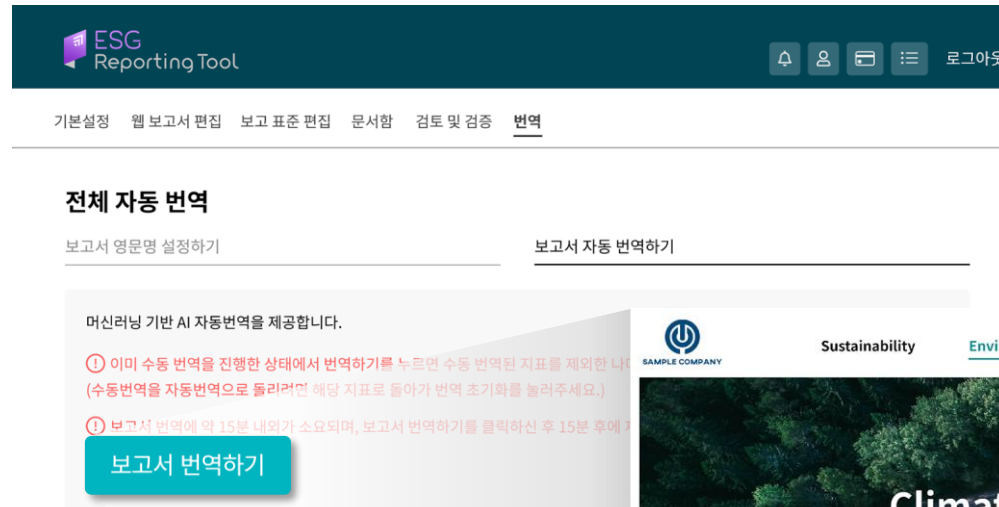 ESG
Reporting Tool
로그아웃
기본설정 웹 보고서 편집 보고 표준 편집 문서함 검토 및 검증 번역
전체 자동 번역
보고서 영문명 설정하기 보고서 자동 번역하기
머신러닝 기반 AI 자동번역을 제공합니다.
이미 수동 번역을 진행한 상태에서 번역하기를 누르면 수동 번역된 지표를 제외한
(수동번역을 자동번역으로 돌리려면 해당 지표로 돌아가 번역 초기화를 눌러주세요.)
보고서 번역에 약 15분 내외가 소요되며, 보고서 번역하기를 클릭하신 후 15분 후에
보고서 번역하기
SAMPLE COMPANY
Sustainability Envi
Climat